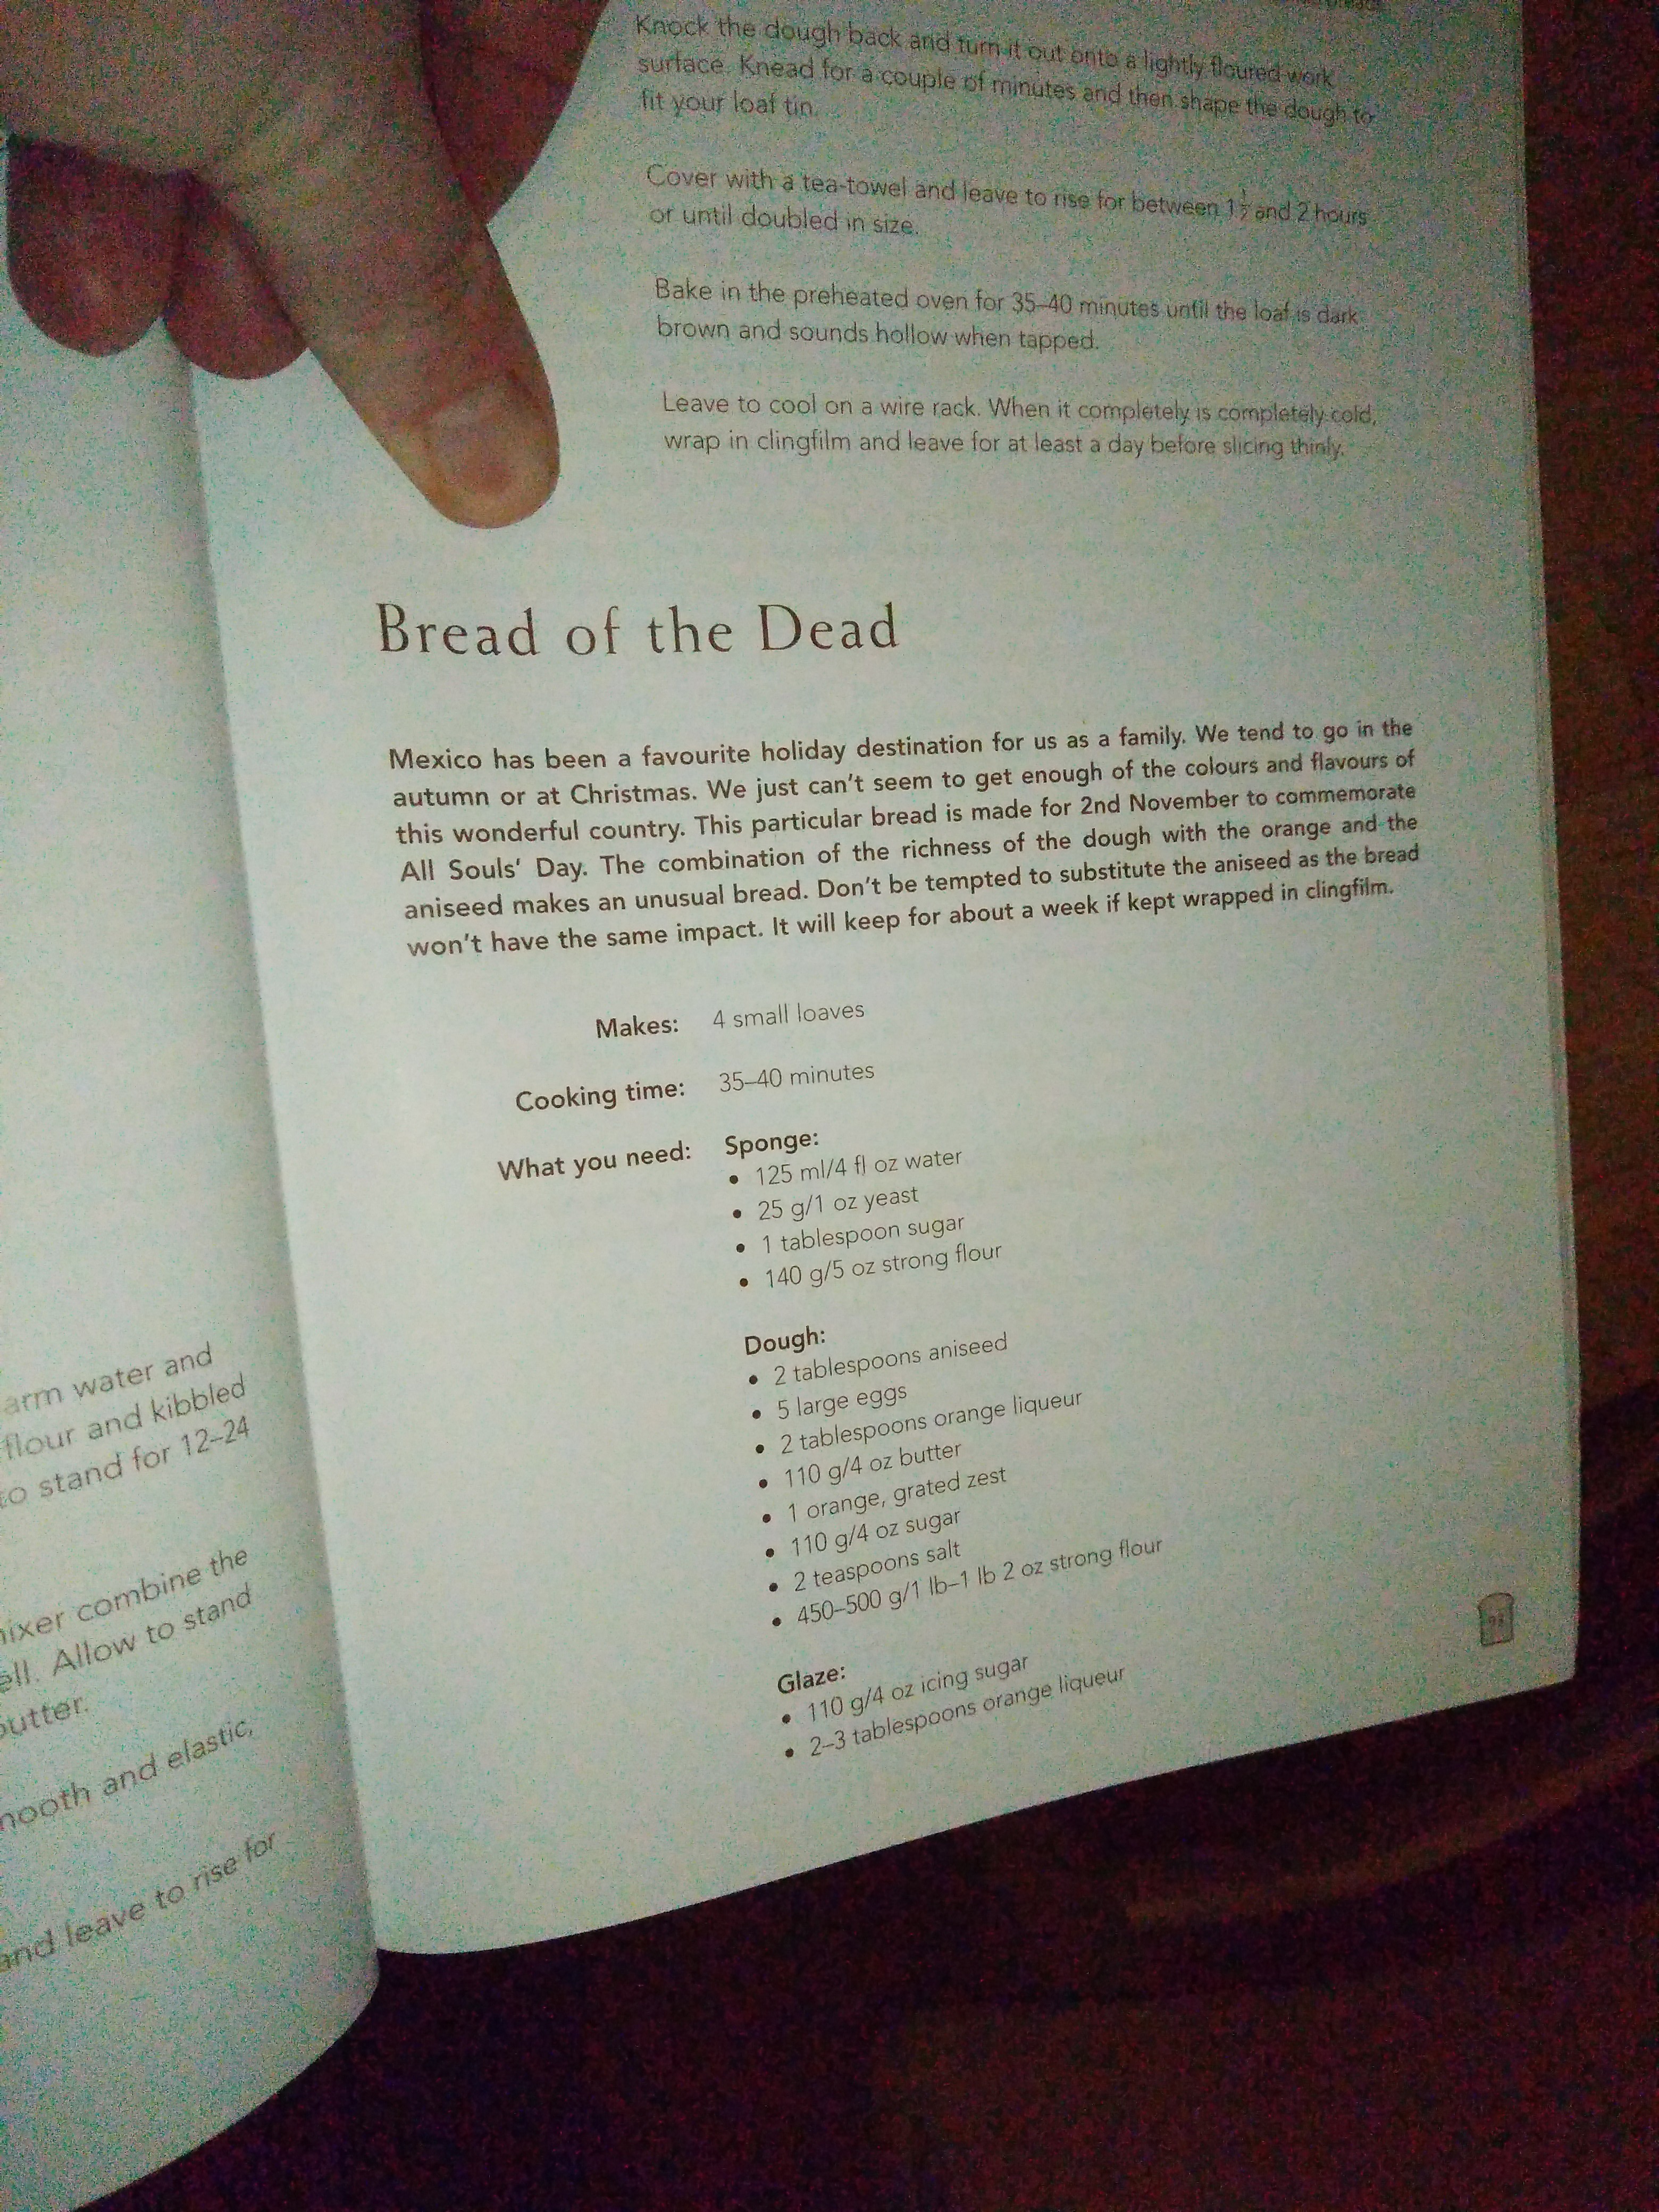 Knock the dough back and turn it out onto a lightly floured work
surface. Knead for a couple of minutes and then shape the dough to
fit your loaf tin.
Cover with a tea-towel and leave to rise for between 1½ and 2 hours
or until doubled in size.
Bake in the preheated oven for 35–40 minutes until the loaf is dark
brown and sounds hollow when tapped.
Leave to cool on a wire rack. When it completely is completely cold,
wrap in clingfilm and leave for at least a day before slicing thinly.
Bread of the Dead
Mexico has been a favourite holiday destination for us as a family. We tend to go in the
autumn or at Christmas. We just can't seem to get enough of the colours and flavours of
this wonderful country. This particular bread is made for 2nd November to commemorate
All Souls' Day. The combination of the richness of the dough with the orange and the
aniseed makes an unusual bread. Don't be tempted to substitute the aniseed as the bread
won't have the same impact. It will keep for about a week if kept wrapped in clingfilm.
Makes: 4 small loaves
Cooking time: 35–40 minutes
What you need: Sponge:
• 125 ml/4 fl oz water
• 25 g/1 oz yeast
• 1 tablespoon sugar
• 140 g/5 oz strong flour
Dough:
• 2 tablespoons aniseed
• 5 large eggs
• 2 tablespoons orange liqueur
• 110 g/4 oz butter
• 1 orange, grated zest
• 110 g/4 oz sugar
• 2 teaspoons salt
• 450–500 g/1 lb–1 lb 2 oz strong flour
Glaze:
• 110 g/4 oz icing sugar
• 2–3 tablespoons orange liqueur
arm water and
flour and kibbled
to stand for 12–24
ixer combine the
ell. Allow to stand
utter.
nooth and elastic,
and leave to rise for